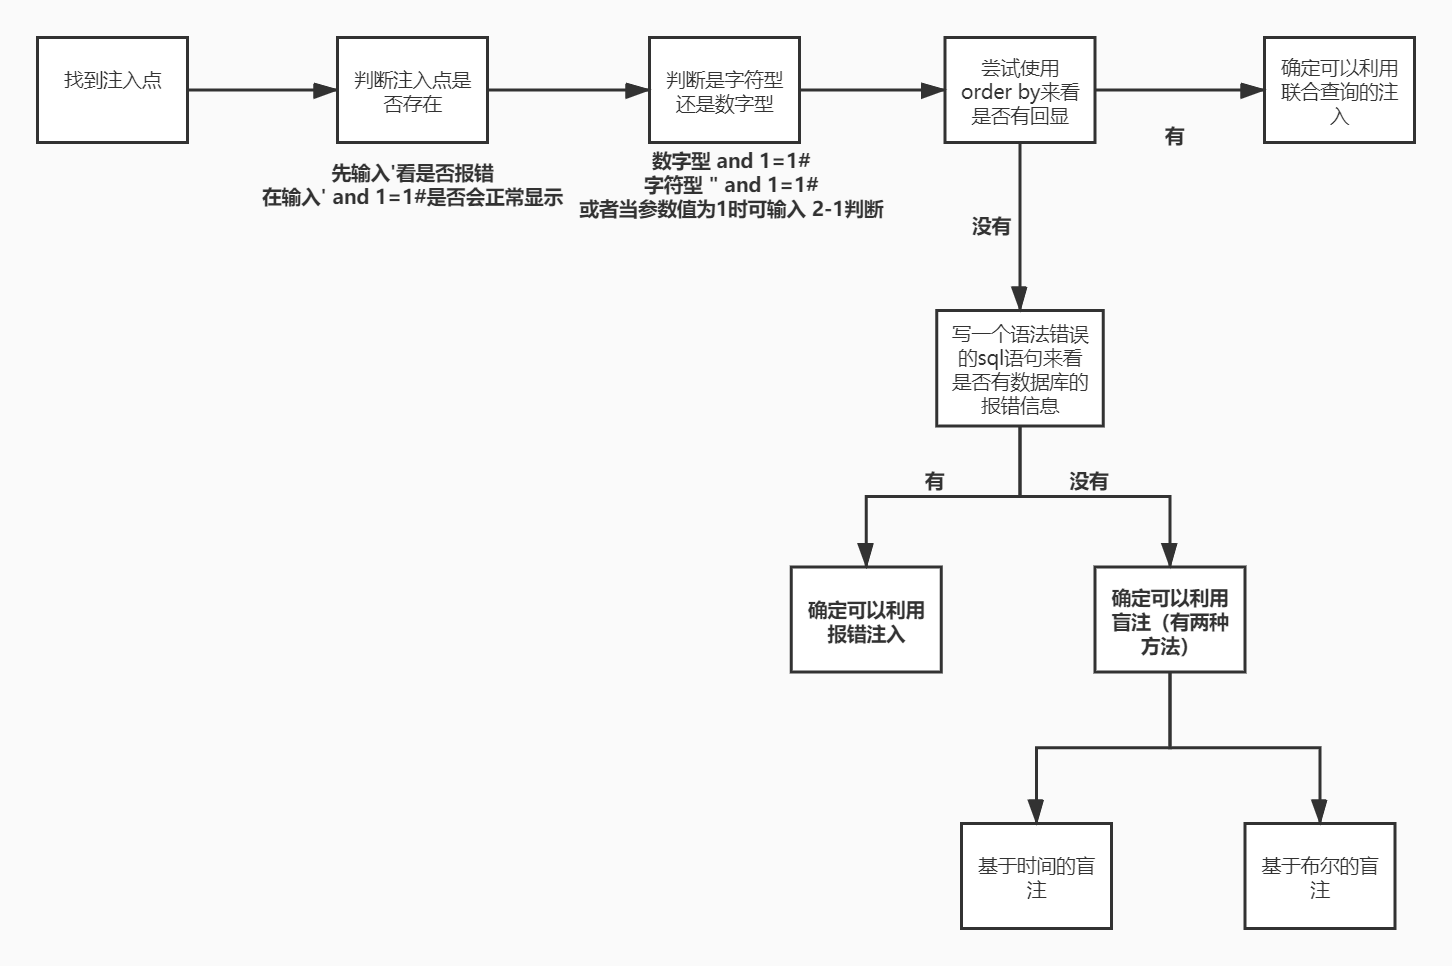 找到注入点
判断注入点是
否存在
先输入'看是否报错
在输入' and 1=1#是否会正常显示
判断是字符型
还是数字型
数字型 and 1=1#
字符型 " and 1=1#
或者当参数值为1时可输入 2-1判断
尝试使用
order by来看
是否有回显
有
确定可以利用
联合查询的注
入
没有
写一个语法错误
的sql语句来看
是否有数据库的
报错信息
有
没有
确定可以利用
报错注入
确定可以利用
盲注（有两种
方法）
基于时间的盲
注
基于布尔的盲
注